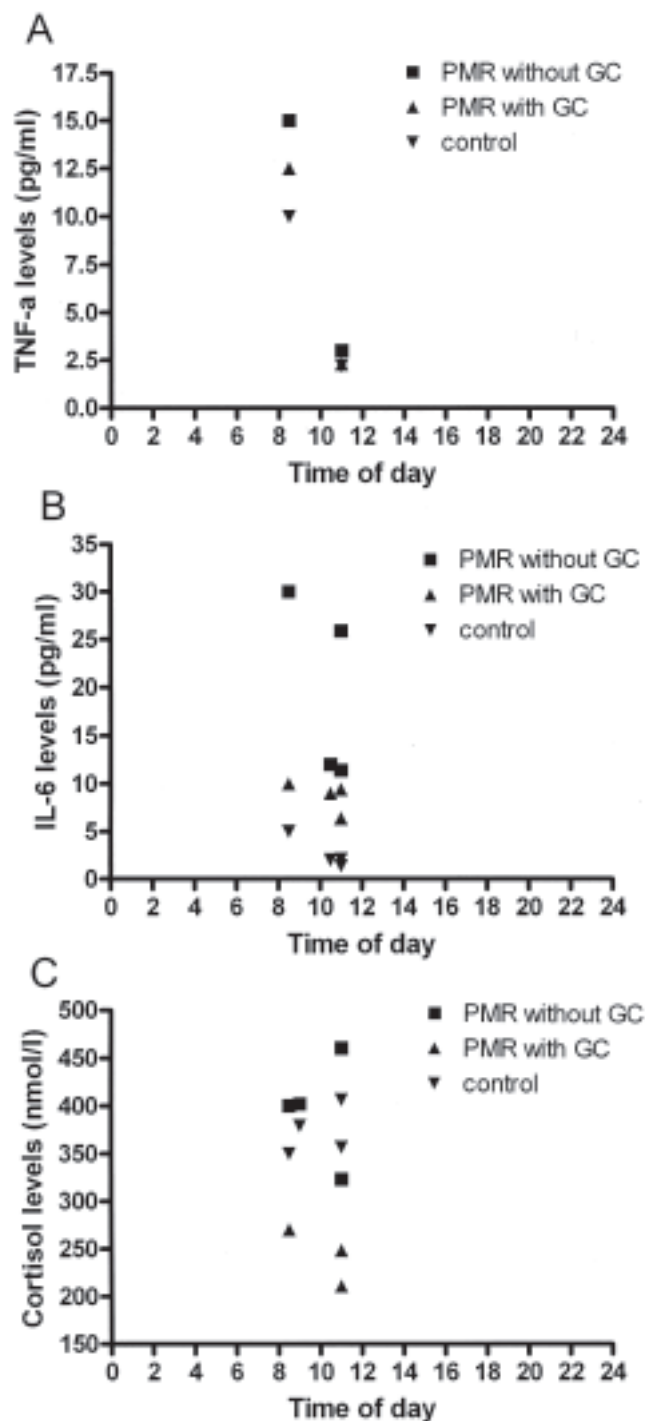 A
PMR without GC
PMR with GC
control
TNF-a levels (pg/ml)
17.5
15.0
12.5
10.0
7.5
5.0
2.5
0.0
0 2 4 6 8 10 12 14 16 18 20 22 24
Time of day
B
PMR without GC
PMR with GC
control
IL-6 levels (pg/ml)
35
30
25
20
15
10
5
0
0 2 4 6 8 10 12 14 16 18 20 22 24
Time of day
C
PMR without GC
PMR with GC
control
Cortisol levels (nmol/l)
500
450
400
350
300
250
200
150
0 2 4 6 8 10 12 14 16 18 20 22 24
Time of day